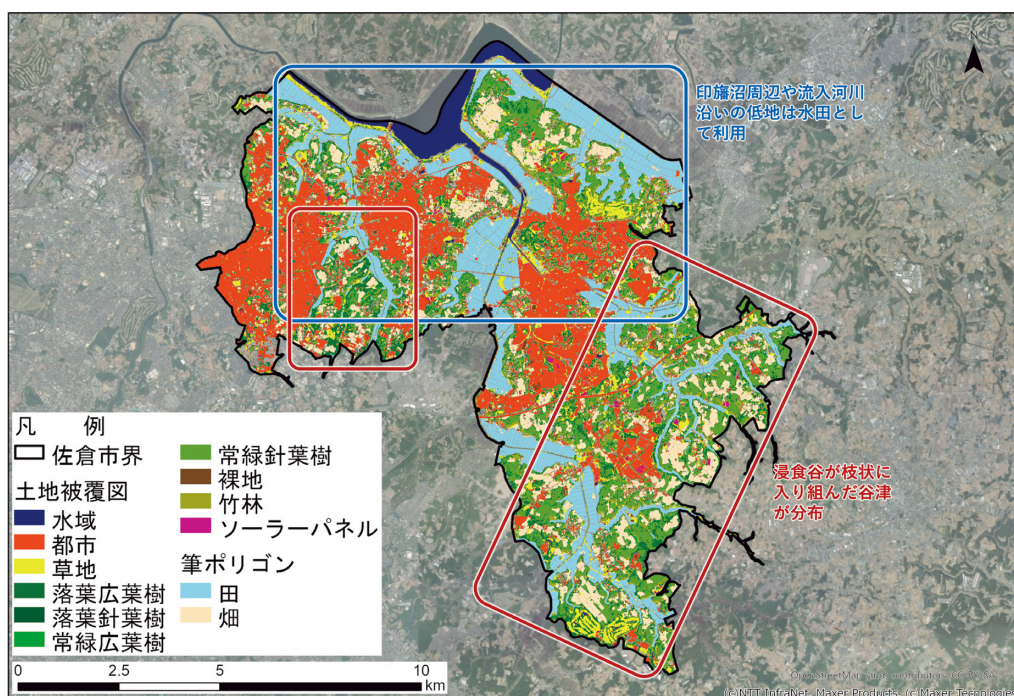 N
印旛沼周辺や流入河川
沿いの低地は水田とし
て利用
浸食谷が枝状に
入り組んだ谷津
が分布
凡 例
佐倉市界
土地被覆図
水域
都市
草地
落葉広葉樹
落葉針葉樹
常緑広葉樹
常緑針葉樹
裸地
竹林
ソーラーパネル
筆ポリゴン
田
畑
0 2.5 5 10
km
(c)NTT InfraNet, Maxer Products, (c)Maxer Technologies